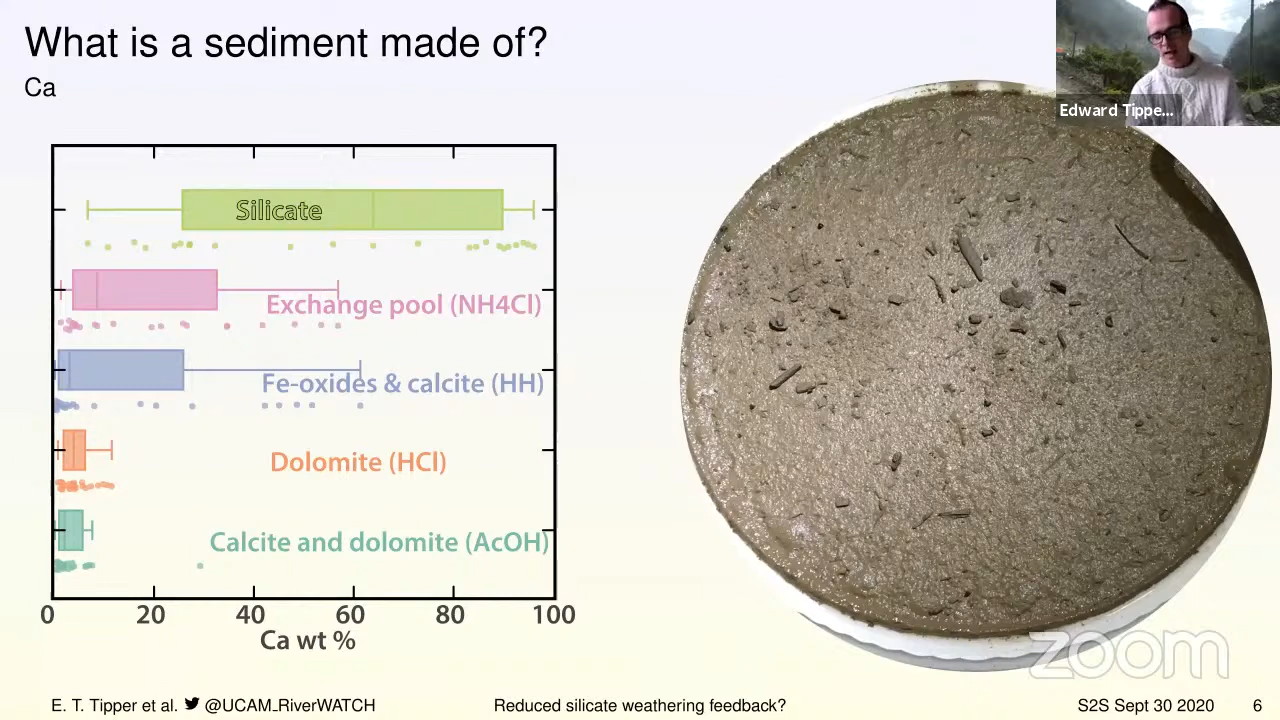 What is a sediment made of?
Ca
Edward Tippe...
Silicate
Exchange pool (NH4Cl)
Fe-oxides & calcite (HH)
Dolomite (HCl)
Calcite and dolomite (AcOH)
0 20 40 60 80 100
Ca wt %
zoom
E. T. Tipper et al. @UCAM_RiverWATCH Reduced silicate weathering feedback? S2S Sept 30 2020 6